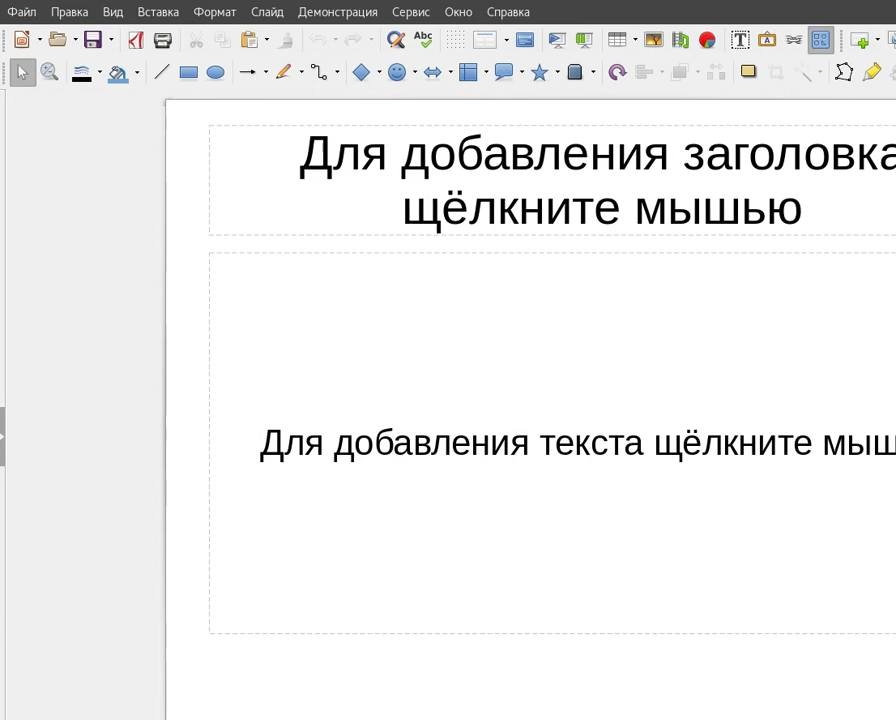 Файл Правка Вид Вставка Формат Слайд Демонстрация Сервис Окно Справка
Abc
Для добавления заголовка
щёлкните мышью
Для добавления текста щёлкните